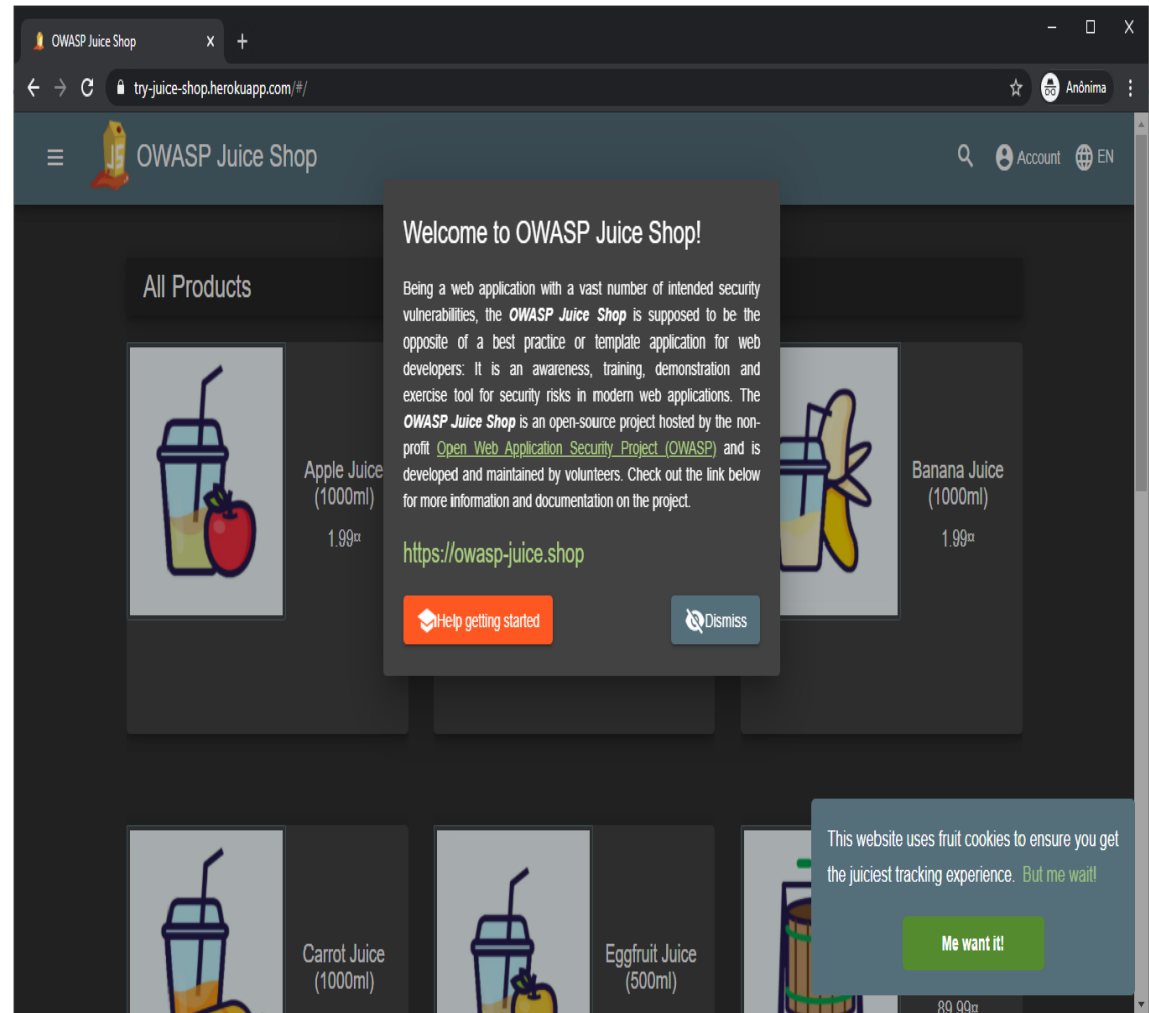 OWASP Juice Shop
try-juice-shop.herokuapp.com/#/
Anônima
JS
OWASP Juice Shop
Account
EN
All Products
Welcome to OWASP Juice Shop!
Being a web application with a vast number of intended security
vulnerabilities, the OWASP Juice Shop is supposed to be the
opposite of a best practice or template application for web
developers: It is an awareness, training, demonstration and
exercise tool for security risks in modern web applications. The
OWASP Juice Shop is an open-source project hosted by the non-
profit Open Web Application Security Project (OWASP) and is
developed and maintained by volunteers. Check out the link below
for more information and documentation on the project.
https://owasp-juice.shop
Help getting started
Dismiss
Apple Juice
(1000ml)
1.99¤
Banana Juice
(1000ml)
1.99¤
Carrot Juice
(1000ml)
Eggfruit Juice
(500ml)
89.99¤
This website uses fruit cookies to ensure you get
the juiciest tracking experience. But me wait!
Me want it!